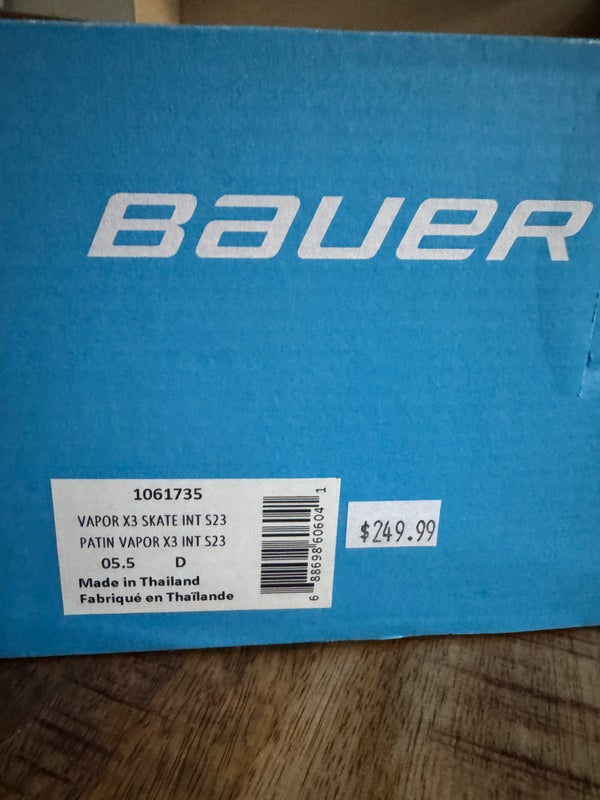 BAUER
1061735
VAPOR X3 SKATE INT S23
PATIN VAPOR X3 INT S23
05.5 D
Made in Thailand
Fabriqué en Thaïlande
6 88698 60604 1
$249.99